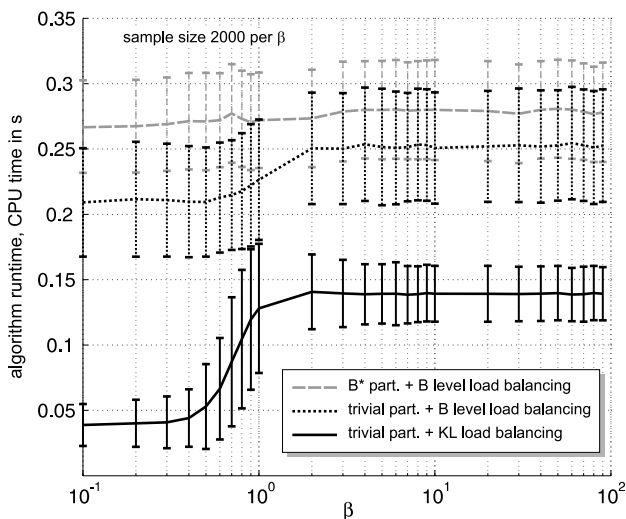 sample size 2000 per β
0.35
0.3
0.25
0.2
0.15
0.1
0.05
algorithm runtime, CPU time in s
B* part. + B level load balancing
trivial part. + B level load balancing
trivial part. + KL load balancing
10^-1
10^0
10^1
10^2
β